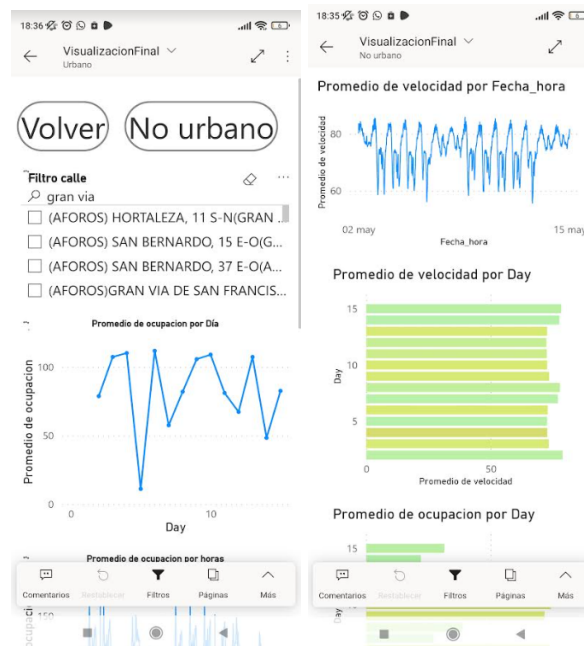 18:36
VisualizacionFinal
Urbano
Volver
No urbano
Filtro calle
gran via
(AFOROS) HORTALEZA, 11 S-N(GRAN ...
(AFOROS) SAN BERNARDO, 15 E-O(G...
(AFOROS) SAN BERNARDO, 37 E-O(A...
(AFOROS)GRAN VIA DE SAN FRANCIS...
Promedio de ocupacion por Día
Promedio de ocupacion
100
50
0
0
10
Day
Promedio de ocupacion por horas
Comentarios
Restablecer
Filtros
Páginas
Más
150
18:35
VisualizacionFinal
No urbano
Promedio de velocidad por Fecha_hora
Promedio de velocidad
80
60
02 may
15 may
Fecha_hora
Promedio de velocidad por Day
Day
15
10
5
0
50
Promedio de velocidad
Promedio de ocupacion por Day
15
Comentarios
Restablecer
Filtros
Páginas
Más
Day